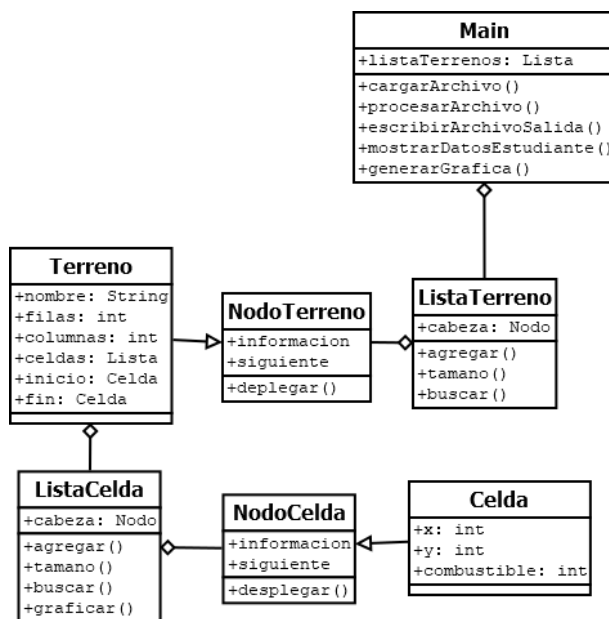 Main
+listaTerrenos: Lista
+cargarArchivo()
+procesarArchivo()
+escribirArchivoSalida()
+mostrarDatosEstudiante()
+generarGrafica()
Terreno
+nombre: String
+filas: int
+columnas: int
+celdas: Lista
+inicio: Celda
+fin: Celda
NodoTerreno
+informacion
+siguiente
+deplegar()
ListaTerreno
+cabeza: Nodo
+agregar()
+tamano()
+buscar()
ListaCelda
+cabeza: Nodo
+agregar()
+tamano()
+buscar()
+graficar()
NodoCelda
+informacion
+siguiente
+desplegar()
Celda
+x: int
+y: int
+combustible: int